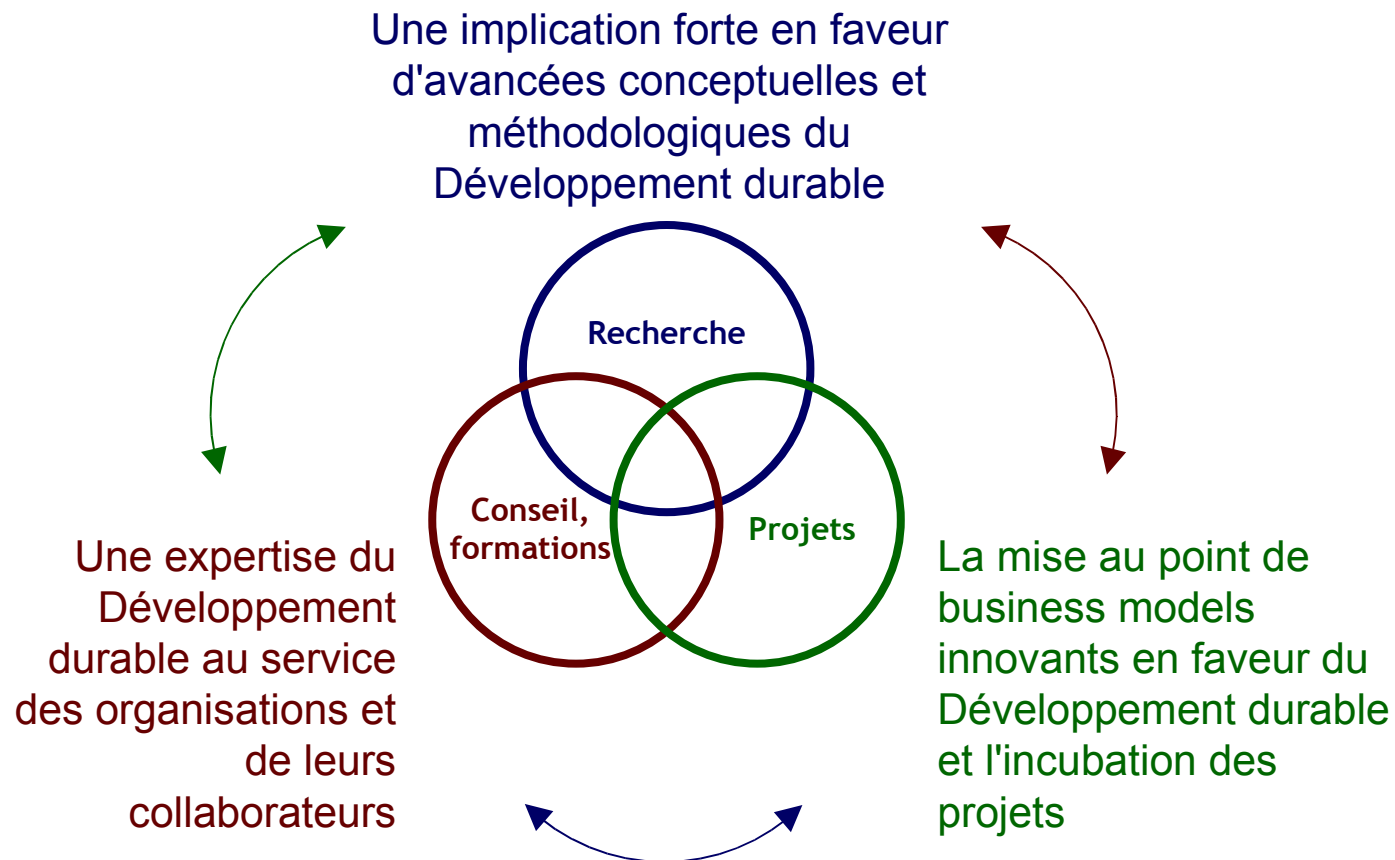 Une implication forte en faveur
d'avancées conceptuelles et
méthodologiques du
Développement durable
Recherche
Conseil,
formations
Projets
Une expertise du
Développement
durable au service
des organisations et
de leurs
collaborateurs
La mise au point de
business models
innovants en faveur du
Développement durable
et l'incubation des
projets